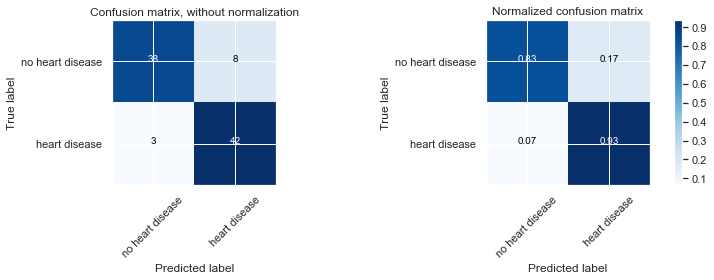 Confusion matrix, without normalization
no heart disease
heart disease
True label
38
8
3
42
no heart disease
heart disease
Predicted label
Normalized confusion matrix
no heart disease
heart disease
True label
0.83
0.17
0.07
0.93
no heart disease
heart disease
Predicted label
0.9
0.8
0.7
0.6
0.5
0.4
0.3
0.2
0.1